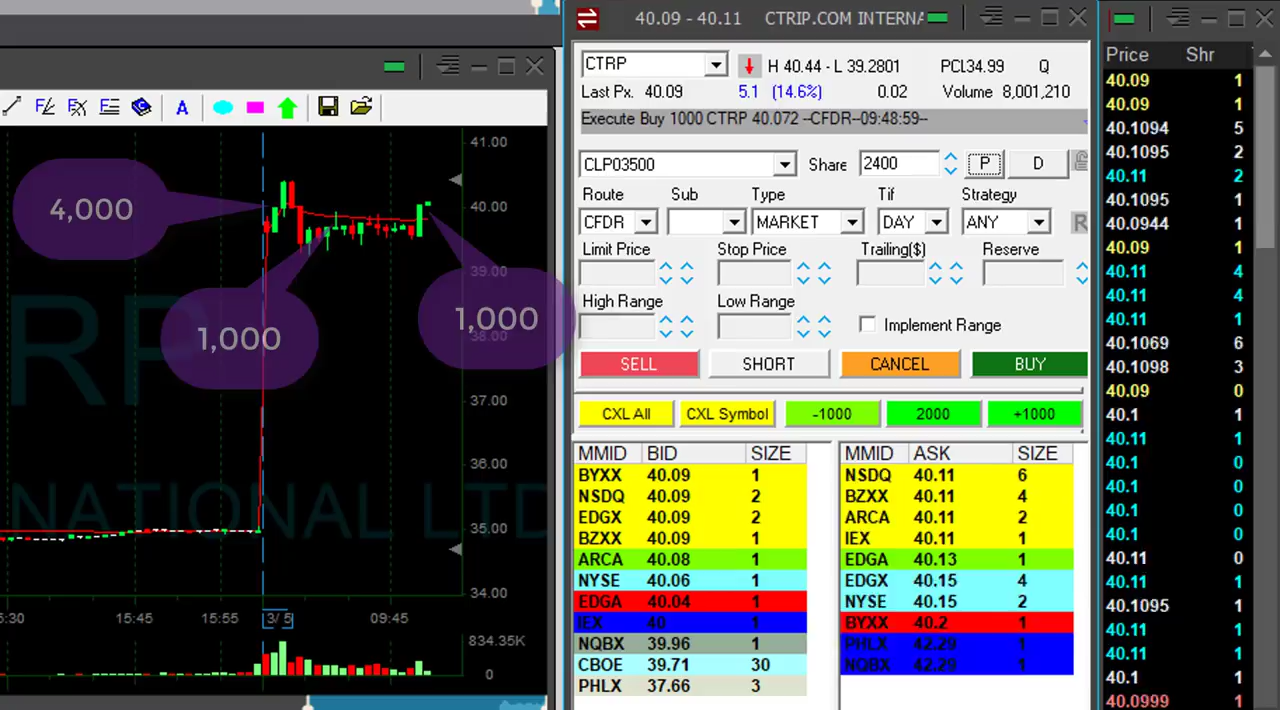 40.09 - 40.11 CTRIP.COM INTERNA
CTRP
H 40.44 - L 39.2801 PCL34.99 Q
Last Px. 40.09 5.1 (14.6%) 0.02 Volume 8,001,210
Execute Buy 1000 CTRP 40.072 --CFDR--09:48:59--
CLP03500 Share 2400 P D
Route Sub Type Tif Strategy
CFDR MARKET DAY ANY R
Limit Price Stop Price Trailing($) Reserve
High Range Low Range
Implement Range
SELL SHORT CANCEL BUY
CXL All CXL Symbol -1000 2000 +1000
MMID BID SIZE
BYXX 40.09 1
NSDQ 40.09 2
EDGX 40.09 2
BZXX 40.09 1
ARCA 40.08 1
NYSE 40.06 1
EDGA 40.04 1
IEX 40 1
NQBX 39.96 1
CBOE 39.71 30
PHLX 37.66 3
MMID ASK SIZE
NSDQ 40.11 6
BZXX 40.11 4
ARCA 40.11 2
IEX 40.11 1
EDGA 40.13 1
EDGX 40.15 4
NYSE 40.15 2
BYXX 40.2 1
PHLX 42.29 1
NQBX 42.29 1
Price Shr
40.09 1
40.09 1
40.1094 5
40.1095 2
40.11 2
40.1095 1
40.0944 1
40.09 1
40.11 4
40.11 4
40.11 1
40.1069 6
40.1098 3
40.09 0
40.1 1
40.11 1
40.1 0
40.1 0
40.1 0
40.1 0
40.11 0
40.11 1
40.1095 1
40.11 1
40.11 1
40.1 1
40.0999 1
A
4,000
1,000
1,000
41.00
40.00
39.00
38.00
37.00
36.00
35.00
34.00
5:30 15:45 15:55 3/ 5 09:45
834.35K
0
RP
NATIONAL LTD